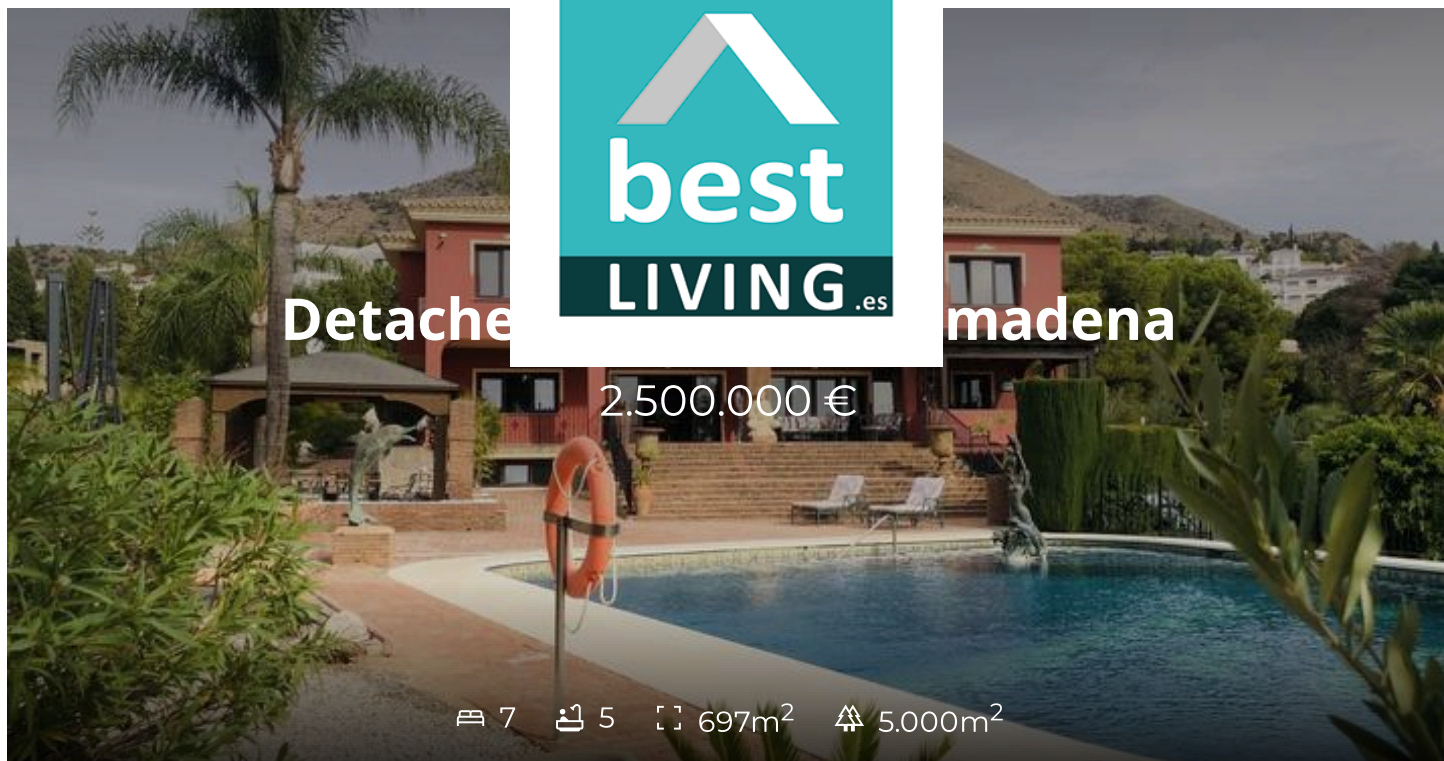 best
LIVING.es
Detache madena
2.500.000 €
7 5 697m² 5.000m²